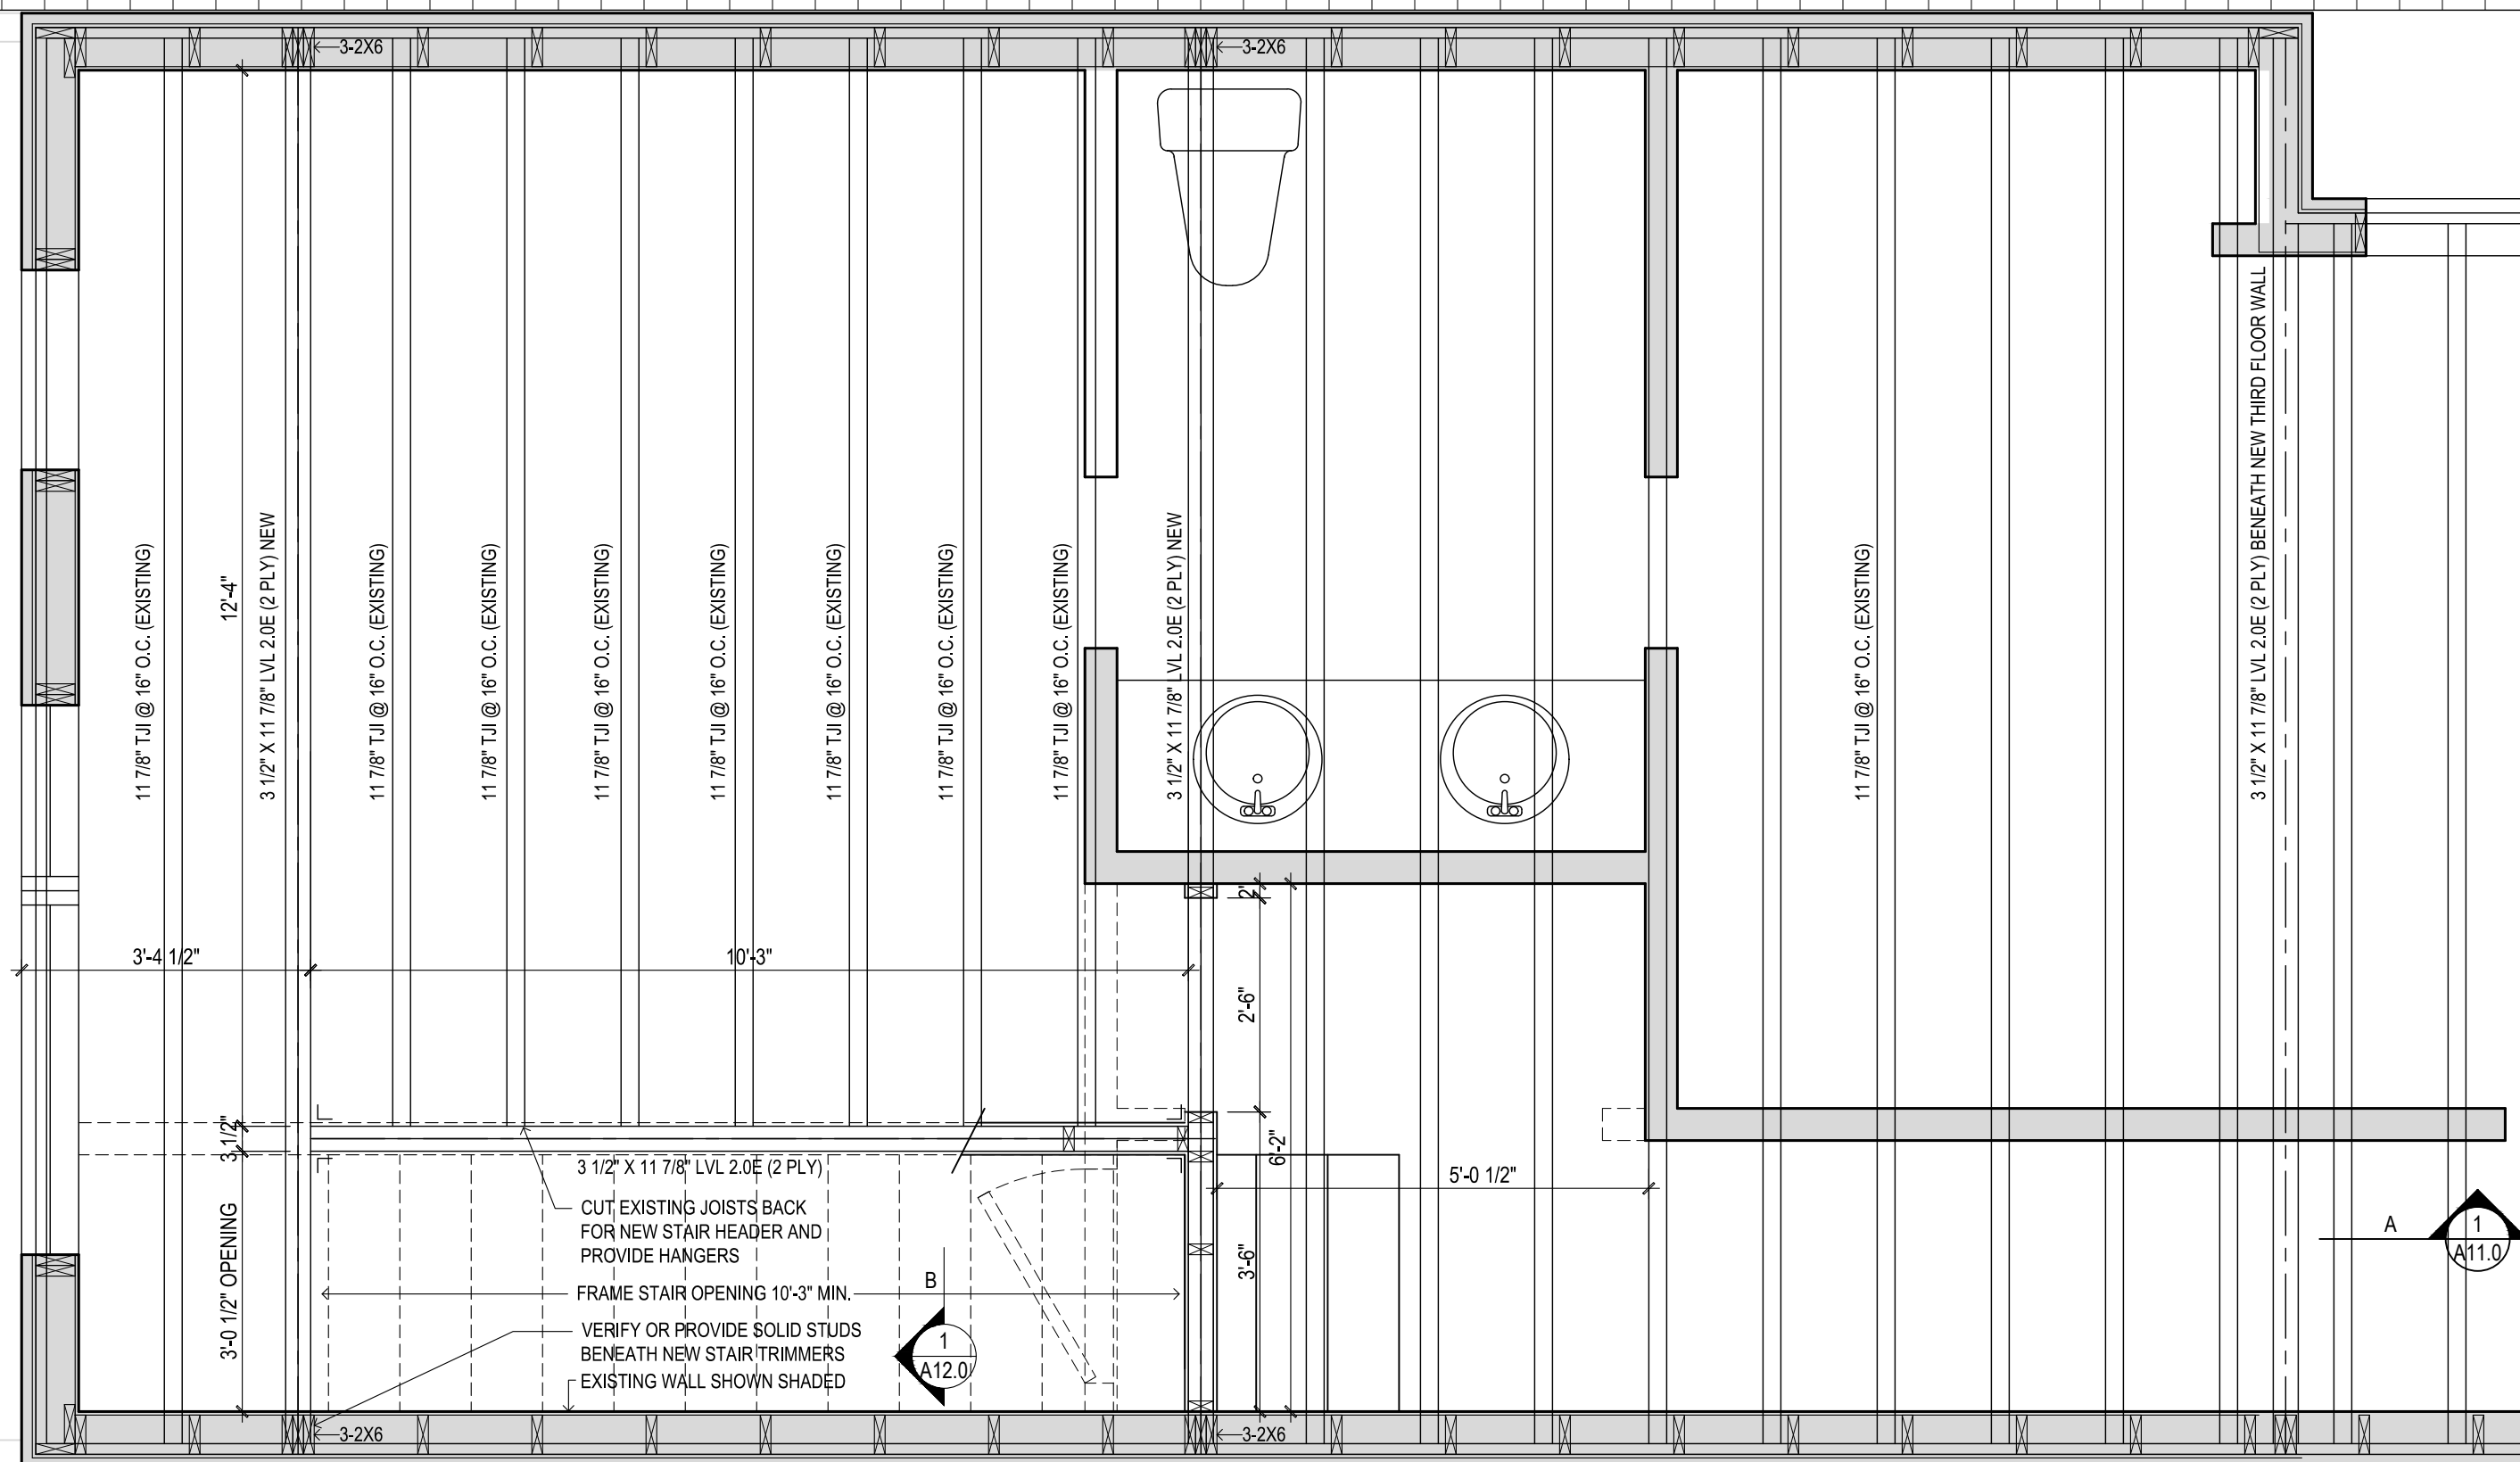 3-2X6
3-2X6
11 7/8" TJI @ 16" O.C. (EXISTING)
12'-4"
3 1/2" X 11 7/8" LVL 2.0E (2 PLY) NEW
11 7/8" TJI @ 16" O.C. (EXISTING)
11 7/8" TJI @ 16" O.C. (EXISTING)
11 7/8" TJI @ 16" O.C. (EXISTING)
11 7/8" TJI @ 16" O.C. (EXISTING)
11 7/8" TJI @ 16" O.C. (EXISTING)
11 7/8" TJI @ 16" O.C. (EXISTING)
11 7/8" TJI @ 16" O.C. (EXISTING)
3 1/2" X 11 7/8" LVL 2.0E (2 PLY) NEW
11 7/8" TJI @ 16" O.C. (EXISTING)
3 1/2" X 11 7/8" LVL 2.0E (2 PLY) BENEATH NEW THIRD FLOOR WALL
2"
3'-4 1/2"
10'-3"
2'-6"
3 1/2"
6'-2"
3 1/2" X 11 7/8" LVL 2.0E (2 PLY)
5'-0 1/2"
CUT EXISTING JOISTS BACK
FOR NEW STAIR HEADER AND
PROVIDE HANGERS
3'-0 1/2" OPENING
3'-6"
A
1
A11.0
FRAME STAIR OPENING 10'-3" MIN.
B
VERIFY OR PROVIDE SOLID STUDS
BENEATH NEW STAIR TRIMMERS
1
A12.0
EXISTING WALL SHOWN SHADED
3-2X6
3-2X6